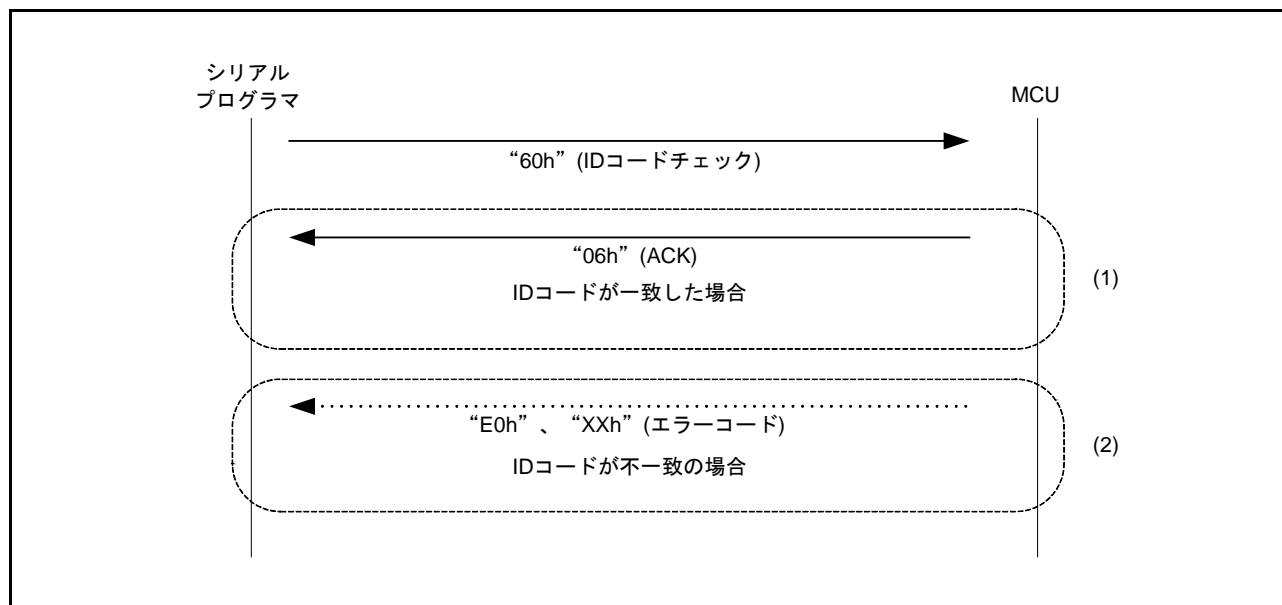 シリアル
プログラマ
MCU
“60h” (IDコードチェック)
“06h” (ACK)
IDコードが一致した場合
(1)
“E0h” 、 “XXh” (エラーコード)
IDコードが不一致の場合
(2)